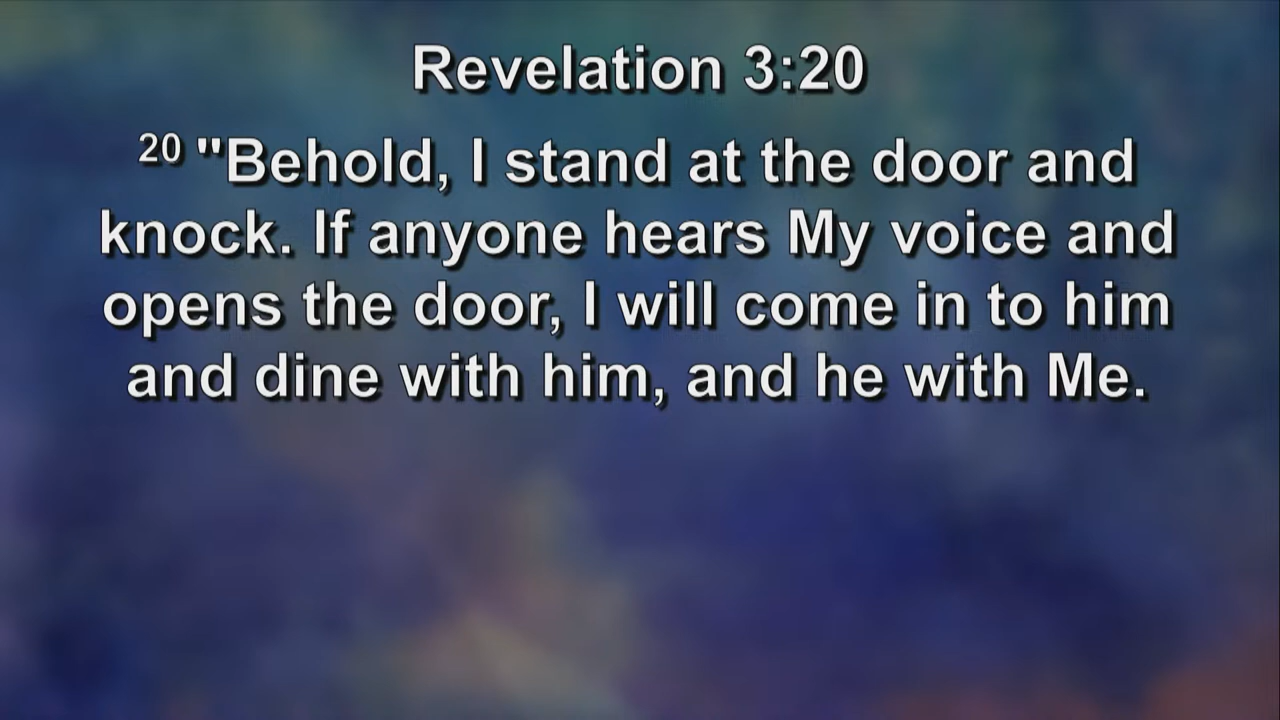 Revelation 3:20
20 "Behold, I stand at the door and
knock. If anyone hears My voice and
opens the door, I will come in to him
and dine with him, and he with Me.